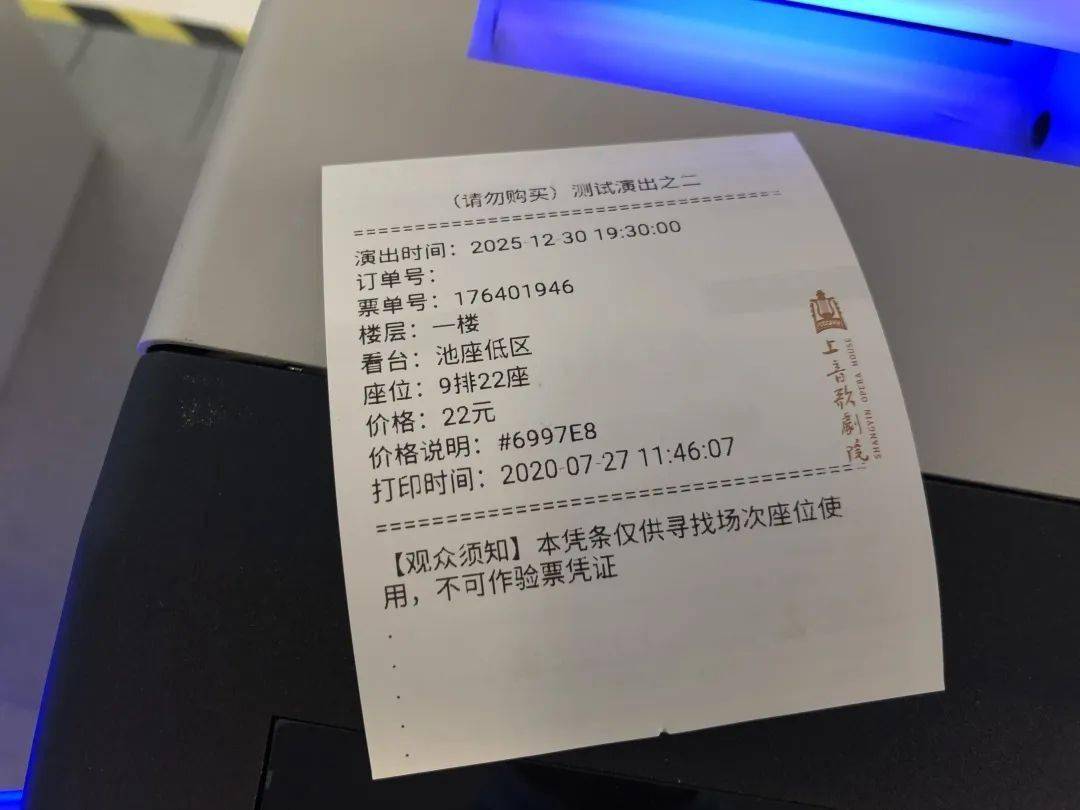 （请勿购买）测试演出之二
================================
演出时间：2025-12-30 19:30:00
订单号：
票单号：176401946
楼层：一楼
看台：池座低区
座位：9排22座
价格：22元
价格说明：#6997E8
打印时间：2020-07-27 11:46:07
================================
【观众须知】本凭条仅供寻找场次座位使
用，不可作验票凭证
.
.
.
.
.
上音歌劇院
SHANGYIN OPERA HOUSE